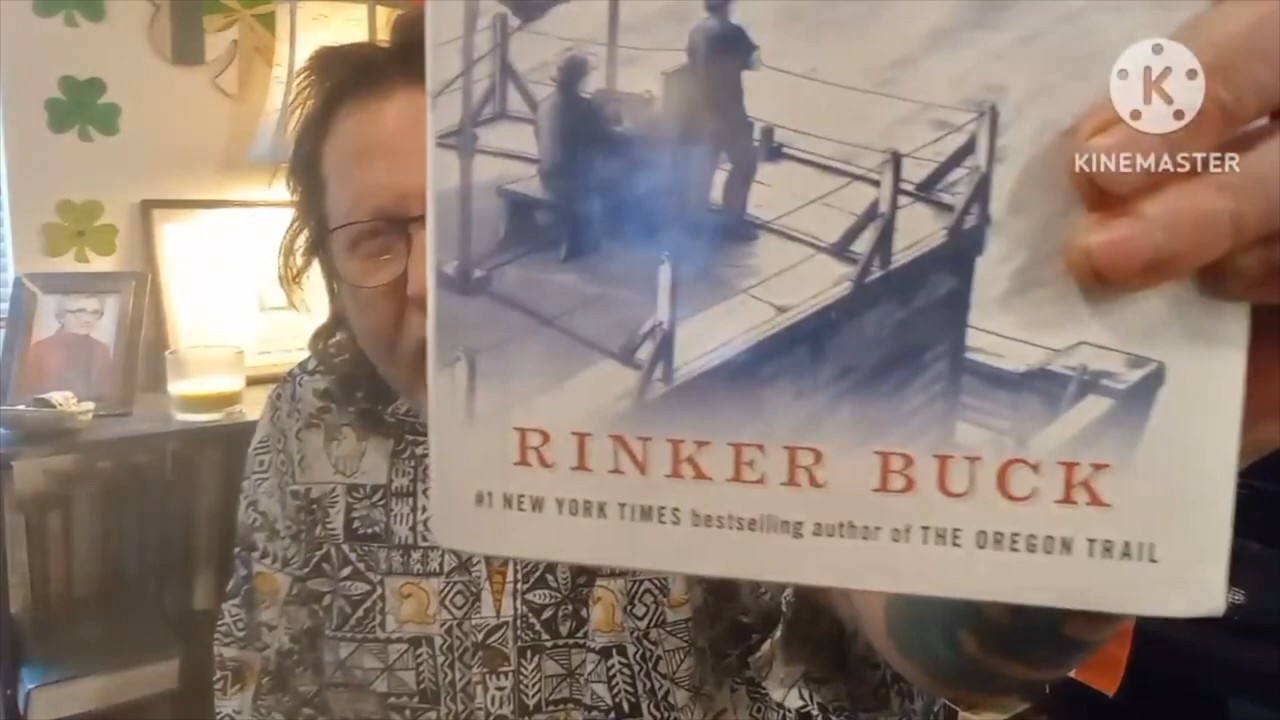 K
KINEMASTER
RINKER BUCK
#1 NEW YORK TIMES bestselling author of THE OREGON TRAIL